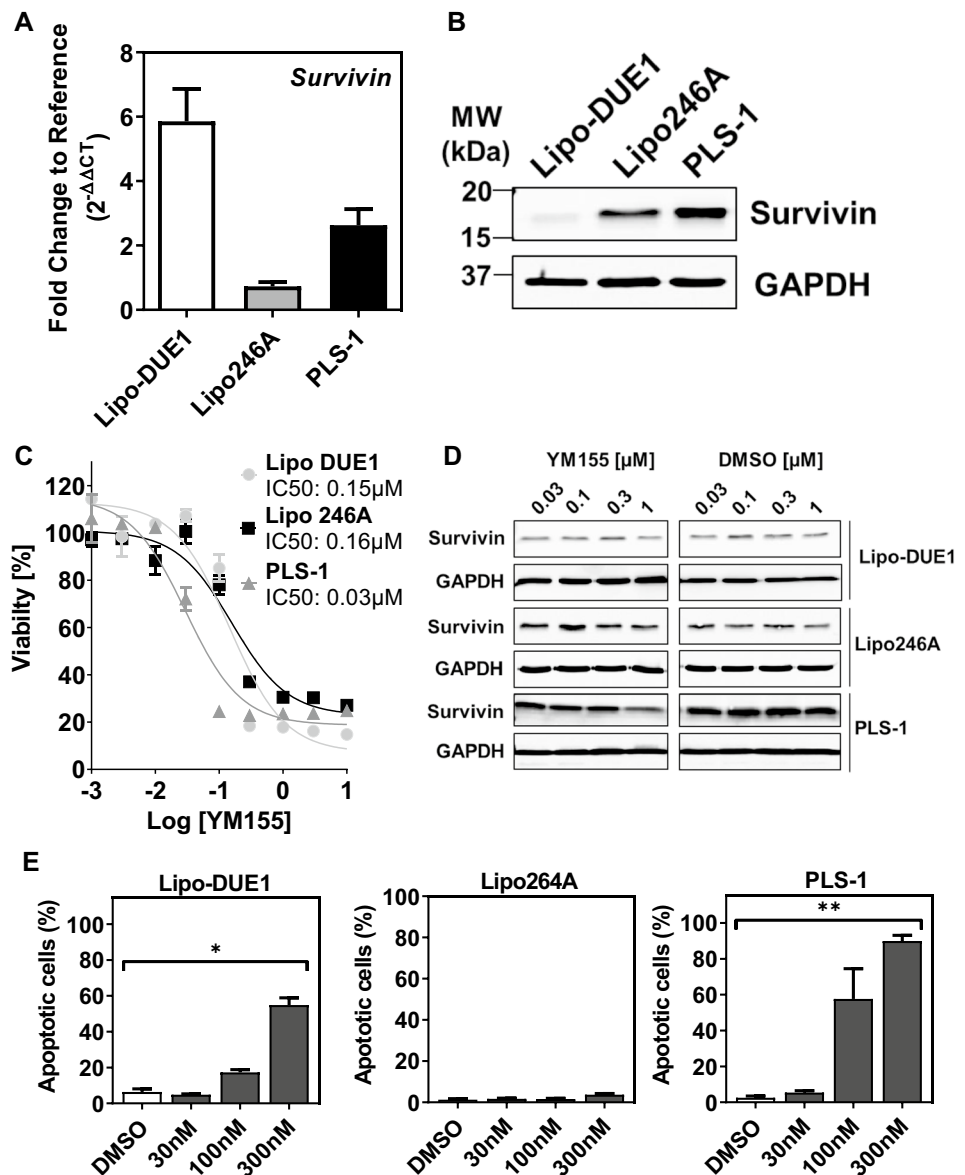 A
Survivin
Fold Change to Reference
(2^-ΔΔCT)
8
6
4
2
0
Lipo-DUE1
Lipo246A
PLS-1
B
MW
(kDa)
Lipo-DUE1
Lipo246A
PLS-1
20
15
Survivin
37
GAPDH
C
Viabilty [%]
120
100
80
60
40
20
0
-3 -2 -1 0 1
Log [YM155]
Lipo DUE1
IC50: 0.15µM
Lipo 246A
IC50: 0.16µM
PLS-1
IC50: 0.03µM
D
YM155 [µM] DMSO [µM]
0.03 0.1 0.3 1 0.03 0.1 0.3 1
Survivin
GAPDH
Lipo-DUE1
Survivin
GAPDH
Lipo246A
Survivin
GAPDH
PLS-1
E
Lipo-DUE1
Apoptotic cells (%)
100
80
60
40
20
0
*
DMSO
30nM
100nM
300nM
Lipo264A
Apototic cells (%)
100
80
60
40
20
0
DMSO
30nM
100nM
300nM
PLS-1
Apototic cells (%)
100
80
60
40
20
0
**
DMSO
30nM
100nM
300nM